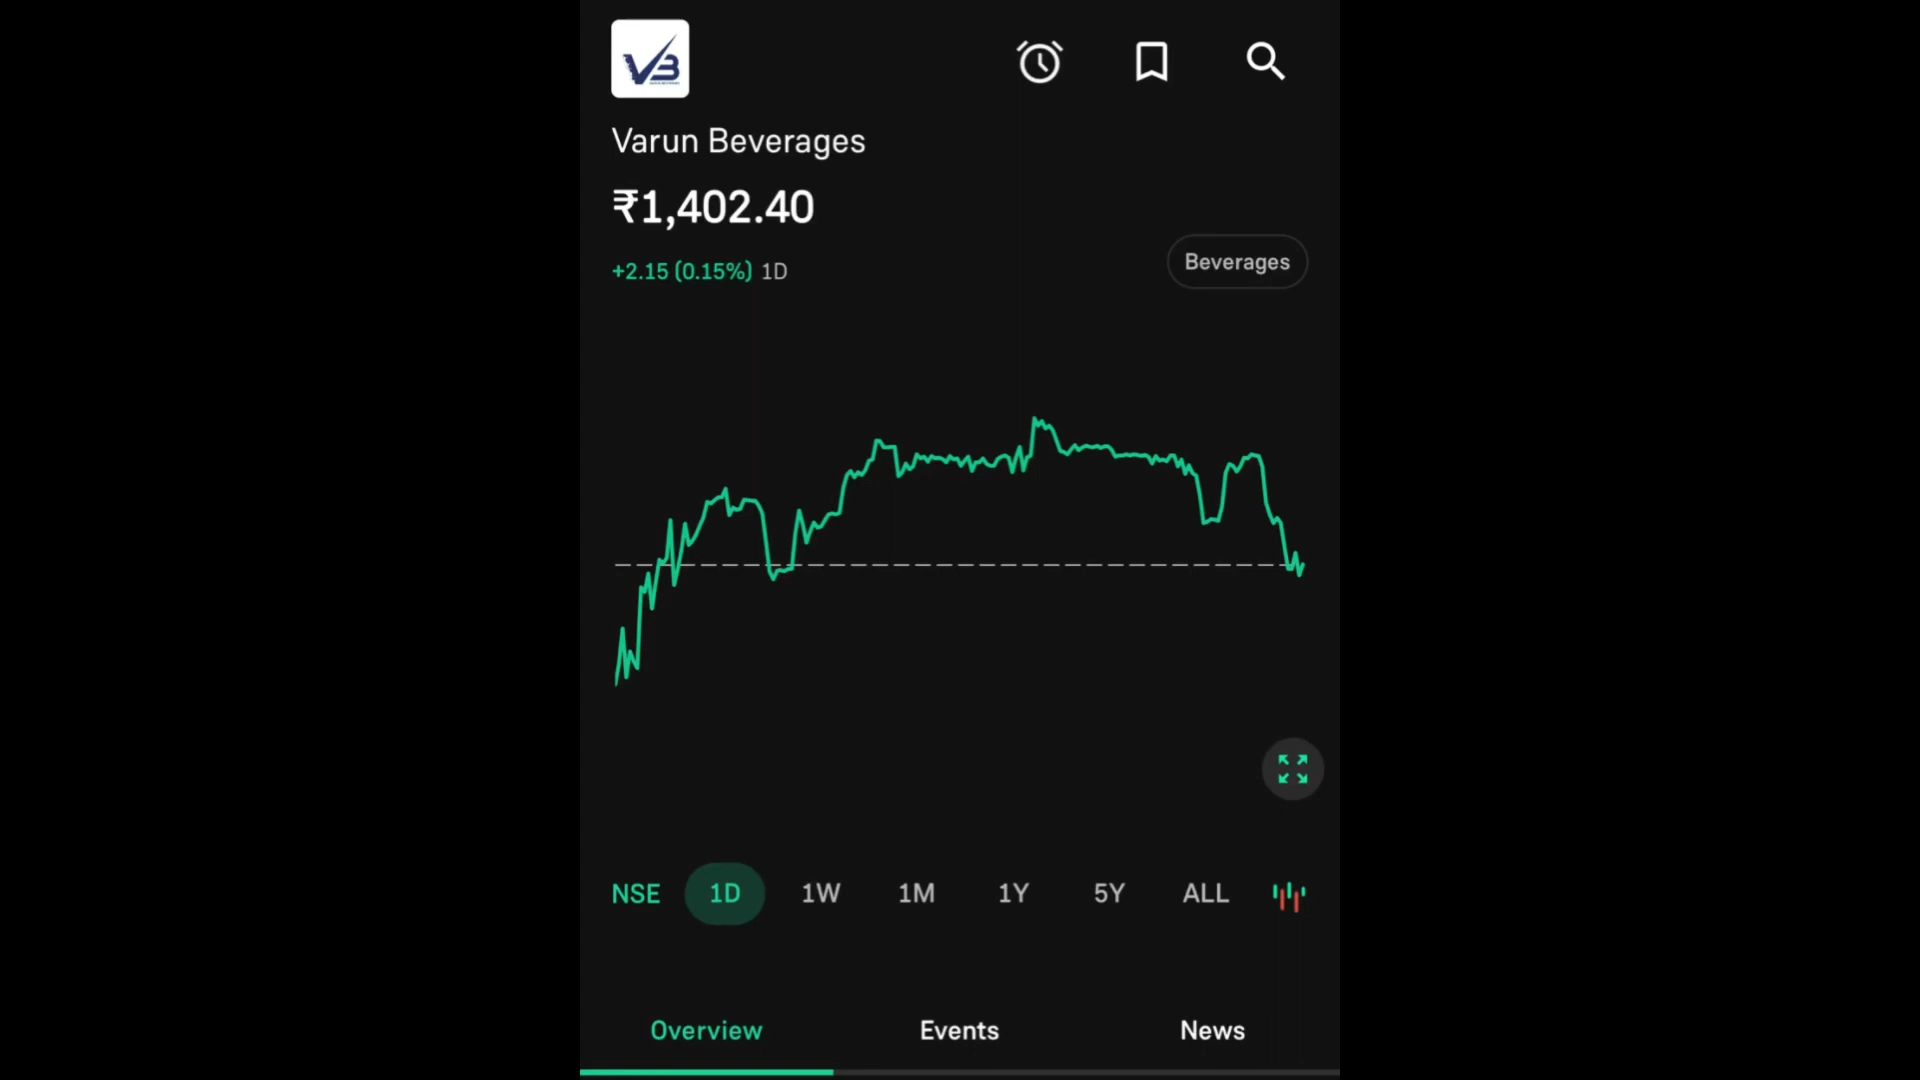 VB
Varun Beverages
₹1,402.40
+2.15 (0.15%) 1D
Beverages
NSE 1D 1W 1M 1Y 5Y ALL
Overview Events News